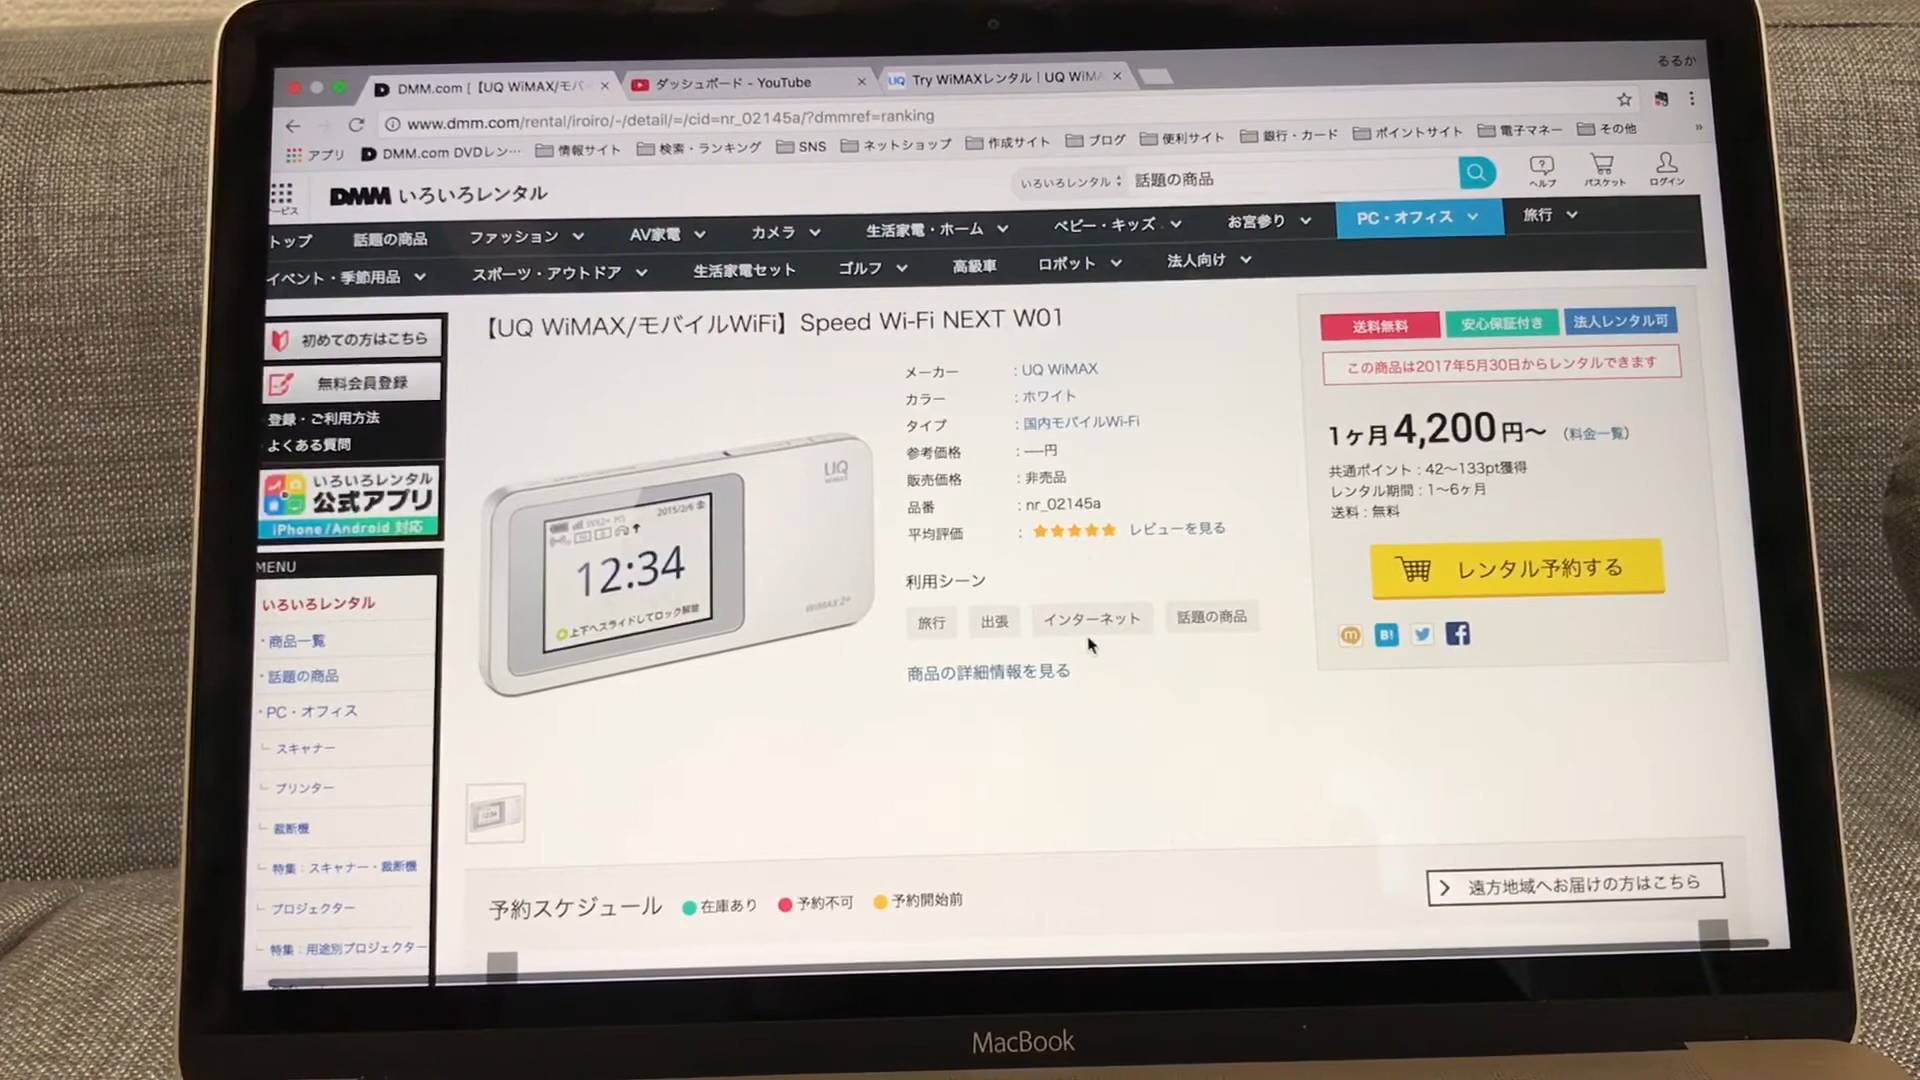 るるか
DMM.com [【UQ WiMAX/モバ
ダッシュボード - YouTube
UQ Try WiMAXレンタル | UQ WiMA
www.dmm.com/rental/iroiro/-/detail/=/cid=nr_02145a/?dmmref=ranking
アプリ DMM.com DVDレン… 情報サイト 検索・ランキング SNS ネットショップ 作成サイト ブログ 便利サイト 銀行・カード ポイントサイト 電子マネー その他 »
ービス
DMM いろいろレンタル
いろいろレンタル 話題の商品
ヘルプ バスケット ログイン
トップ 話題の商品 ファッション AV家電 カメラ 生活家電・ホーム ベビー・キッズ お宮参り PC・オフィス 旅行
イベント・季節用品 スポーツ・アウトドア 生活家電セット ゴルフ 高級車 ロボット 法人向け
初めての方はこちら
無料会員登録
登録・ご利用方法
よくある質問
いろいろレンタル
公式アプリ
iPhone/Android 対応
MENU
いろいろレンタル
・商品一覧
・話題の商品
・PC・オフィス
スキャナー
プリンター
裁断機
特集：スキャナー・裁断機
プロジェクター
特集：用途別プロジェクター
【UQ WiMAX/モバイルWiFi】Speed Wi-Fi NEXT W01
UQ
WiMAX
2015/2/6 金
12:34
上下へスライドしてロック解除
WiMAX 2+
メーカー : UQ WiMAX
カラー : ホワイト
タイプ : 国内モバイルWi-Fi
参考価格 : ----円
販売価格 : 非売品
品番 : nr_02145a
平均評価 : ★★★★★ レビューを見る
利用シーン
旅行 出張 インターネット 話題の商品
商品の詳細情報を見る
送料無料 安心保証付き 法人レンタル可
この商品は2017年5月30日からレンタルできます
1ヶ月4,200円～ （料金一覧）
共通ポイント：42～133pt獲得
レンタル期間：1～6ヶ月
送料：無料
レンタル予約する
B!
予約スケジュール 在庫あり 予約不可 予約開始前
遠方地域へお届けの方はこちら
MacBook